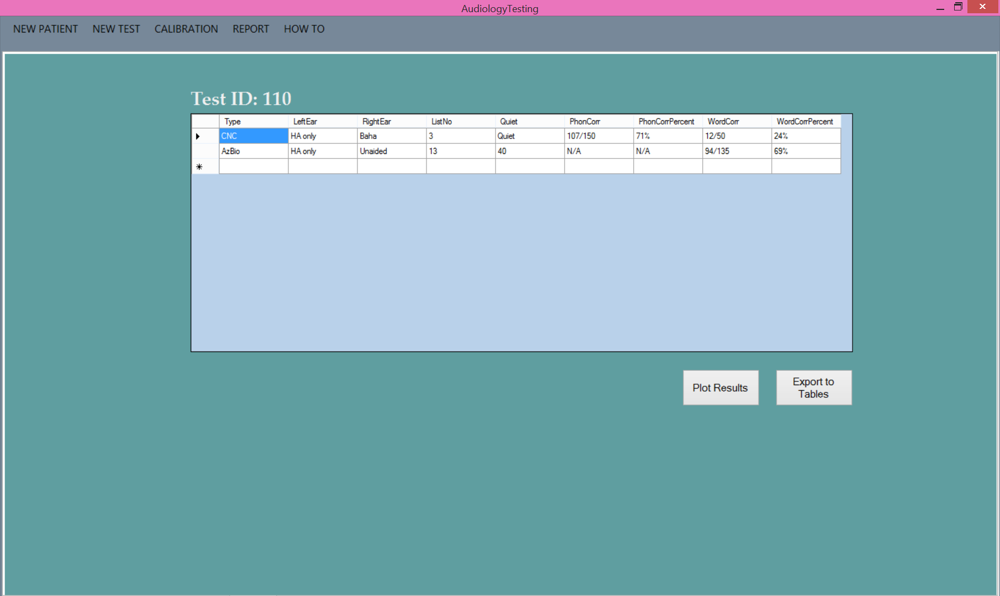 AudiologyTesting
NEW PATIENT NEW TEST CALIBRATION REPORT HOW TO
Test ID: 110
Type LeftEar RightEar ListNo Quiet PhonCorr PhonCorrPercent WordCorr WordCorrPercent
CNC HA only Baha 3 Quiet 107/150 71% 12/50 24%
AzBio HA only Unaided 13 40 N/A N/A 94/135 69%
Plot Results
Export to
Tables